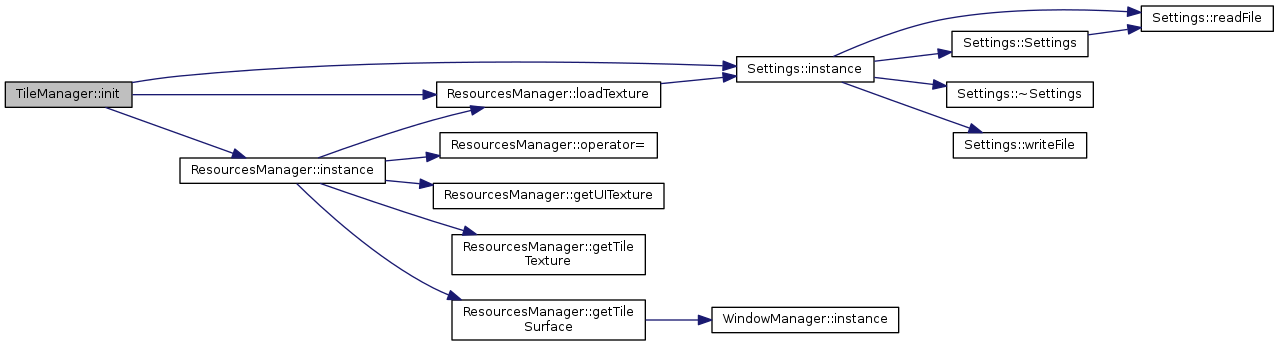 TileManager::init
ResourcesManager::instance
ResourcesManager::loadTexture
ResourcesManager::operator=
ResourcesManager::getUITexture
ResourcesManager::getTile
Texture
ResourcesManager::getTile
Surface
Settings::instance
WindowManager::instance
Settings::Settings
Settings::~Settings
Settings::writeFile
Settings::readFile